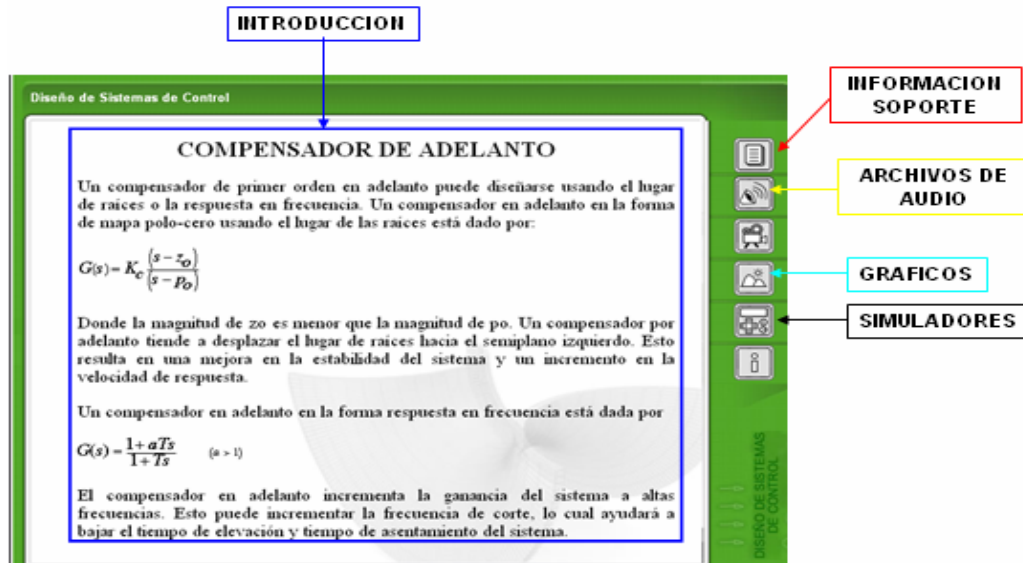 INTRODUCCION
INFORMACION
SOPORTE
Diseño de Sistemas de Control
COMPENSADOR DE ADELANTO
Un compensador de primer orden en adelanto puede diseñarse usando el lugar
de raíces o la respuesta en frecuencia. Un compensador en adelanto en la forma
de mapa polo-cero usando el lugar de las raíces está dado por:
G(s) = K_c (s - z_o) / (s - p_o)
Donde la magnitud de zo es menor que la magnitud de po. Un compensador por
adelanto tiende a desplazar el lugar de raíces hacia el semiplano izquierdo. Esto
resulta en una mejora en la estabilidad del sistema y un incremento en la
velocidad de respuesta.
Un compensador en adelanto en la forma respuesta en frecuencia está dada por
G(s) = (1 + aTs) / (1 + Ts) (a > 1)
El compensador en adelanto incrementa la ganancia del sistema a altas
frecuencias. Esto puede incrementar la frecuencia de corte, lo cual ayudará a
bajar el tiempo de elevación y tiempo de asentamiento del sistema.
ARCHIVOS DE
AUDIO
GRAFICOS
SIMULADORES
DISEÑO DE SISTEMAS
DE CONTROL